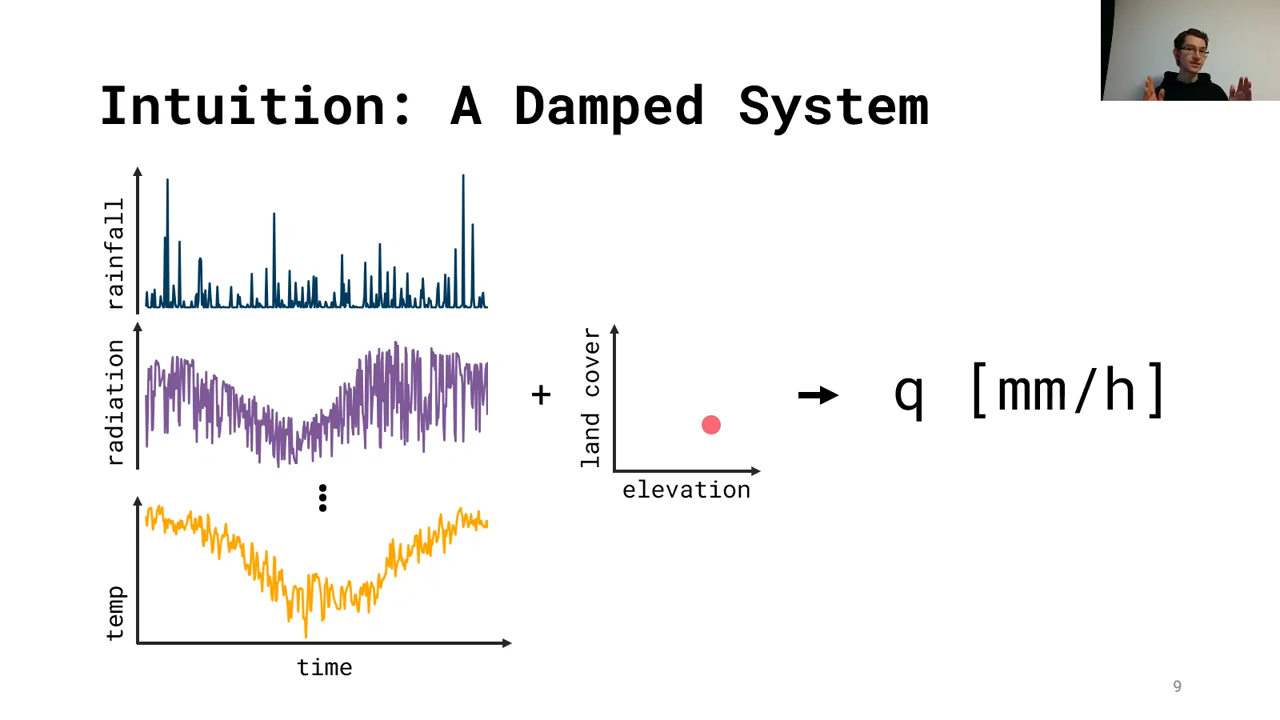 Intuition: A Damped System
rainfall
radiation
temp
time
+
land cover
elevation
q [mm/h]
9